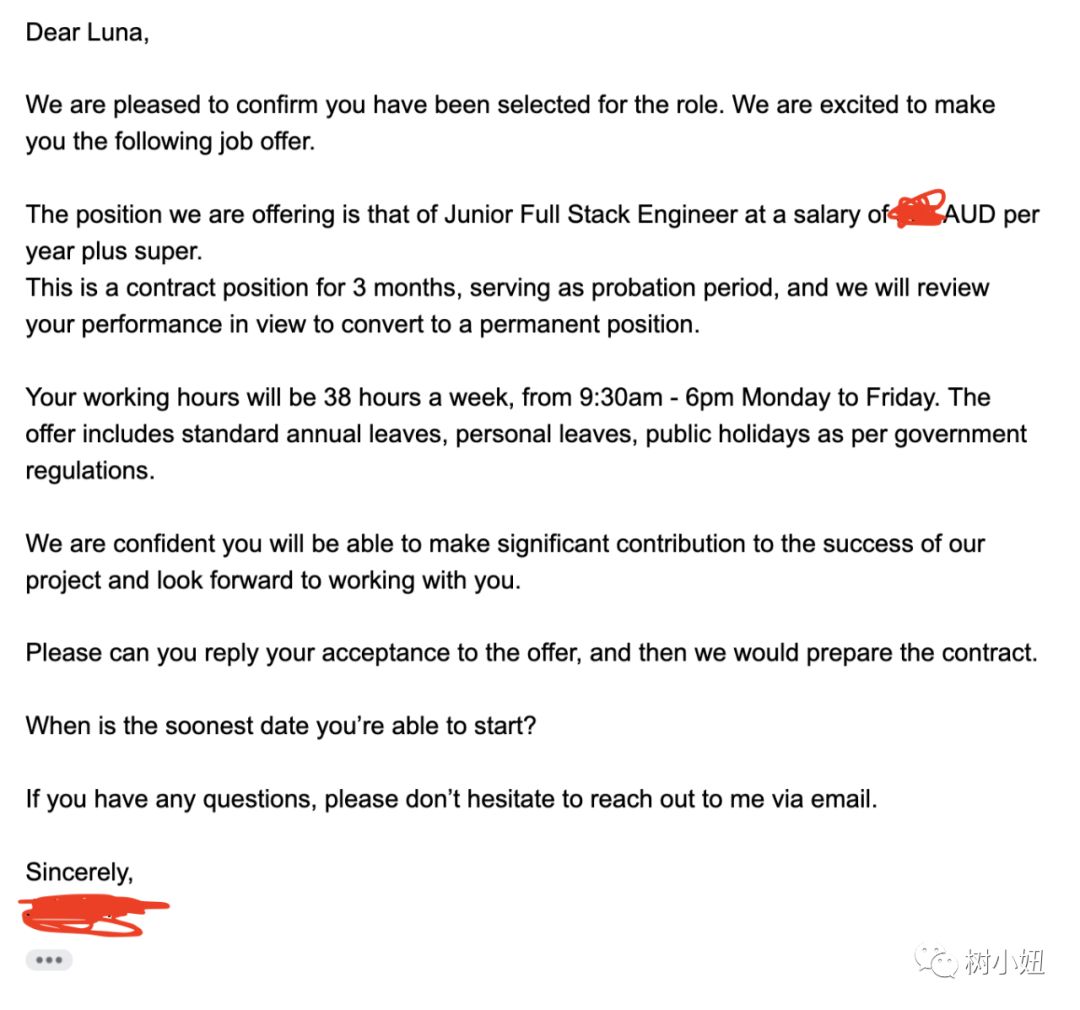 Dear Luna,
We are pleased to confirm you have been selected for the role. We are excited to make
you the following job offer.
The position we are offering is that of Junior Full Stack Engineer at a salary of AUD per
year plus super.
This is a contract position for 3 months, serving as probation period, and we will review
your performance in view to convert to a permanent position.
Your working hours will be 38 hours a week, from 9:30am - 6pm Monday to Friday. The
offer includes standard annual leaves, personal leaves, public holidays as per government
regulations.
We are confident you will be able to make significant contribution to the success of our
project and look forward to working with you.
Please can you reply your acceptance to the offer, and then we would prepare the contract.
When is the soonest date you’re able to start?
If you have any questions, please don’t hesitate to reach out to me via email.
Sincerely,
树小妞